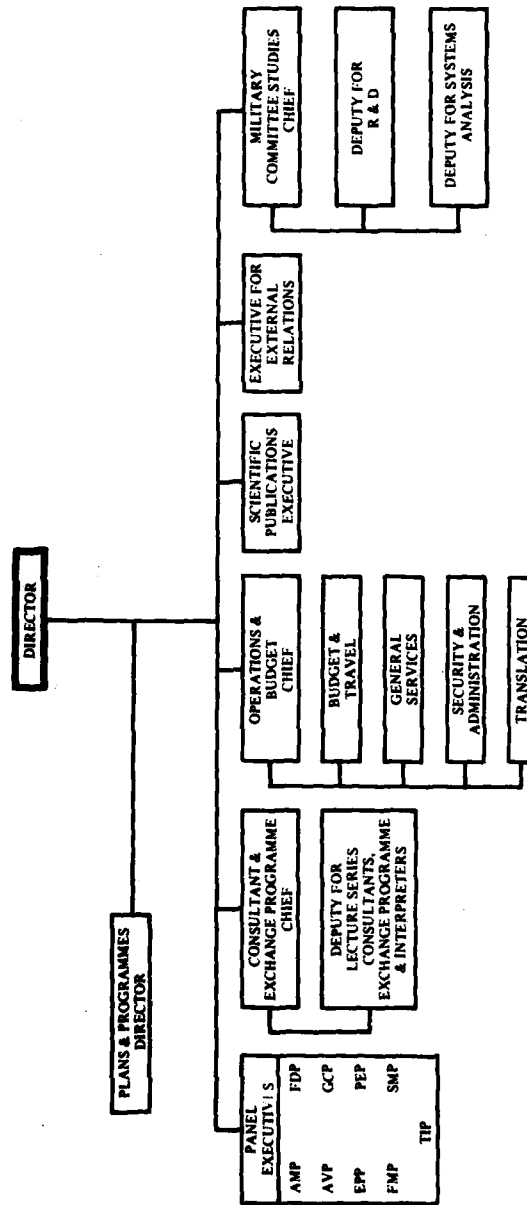 DIRECTOR
PLANS & PROGRAMMES
DIRECTOR
PANEL
EXECUTIVES
AMP FDP
AVP GCP
EPP PEP
FMP SMP
TIP
CONSULTANT &
EXCHANGE PROGRAMME
CHIEF
DEPUTY FOR
LECTURE SERIES
CONSULTANTS,
EXCHANGE PROGRAMME
& INTERPRETERS
OPERATIONS &
BUDGET
CHIEF
BUDGET &
TRAVEL
GENERAL
SERVICES
SECURITY &
ADMINISTRATION
TRANSLATION
SCIENTIFIC
PUBLICATIONS
EXECUTIVE
EXECUTIVE FOR
EXTERNAL
RELATIONS
MILITARY
COMMITTEE STUDIES
CHIEF
DEPUTY FOR
R & D
DEPUTY FOR SYSTEMS
ANALYSIS